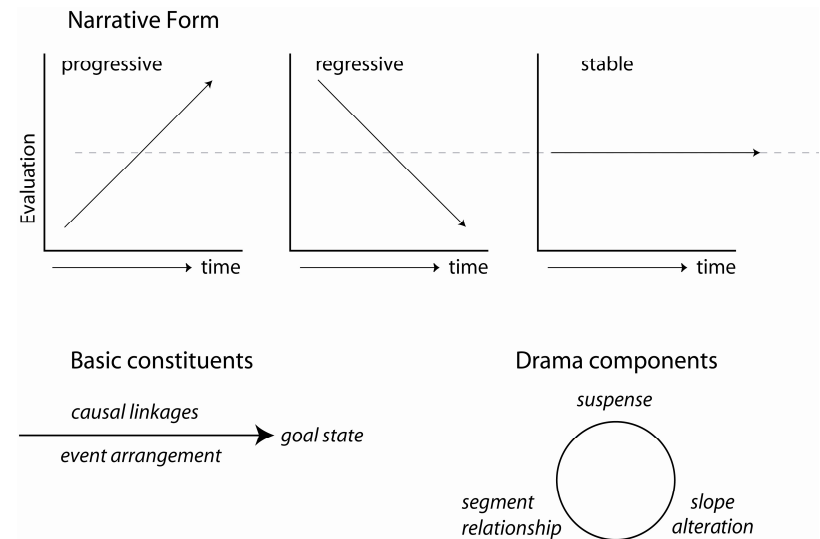 Narrative Form
progressive
regressive
stable
Evaluation
time
time
time
Basic constituents
causal linkages
goal state
event arrangement
Drama components
suspense
segment
relationship
slope
alteration